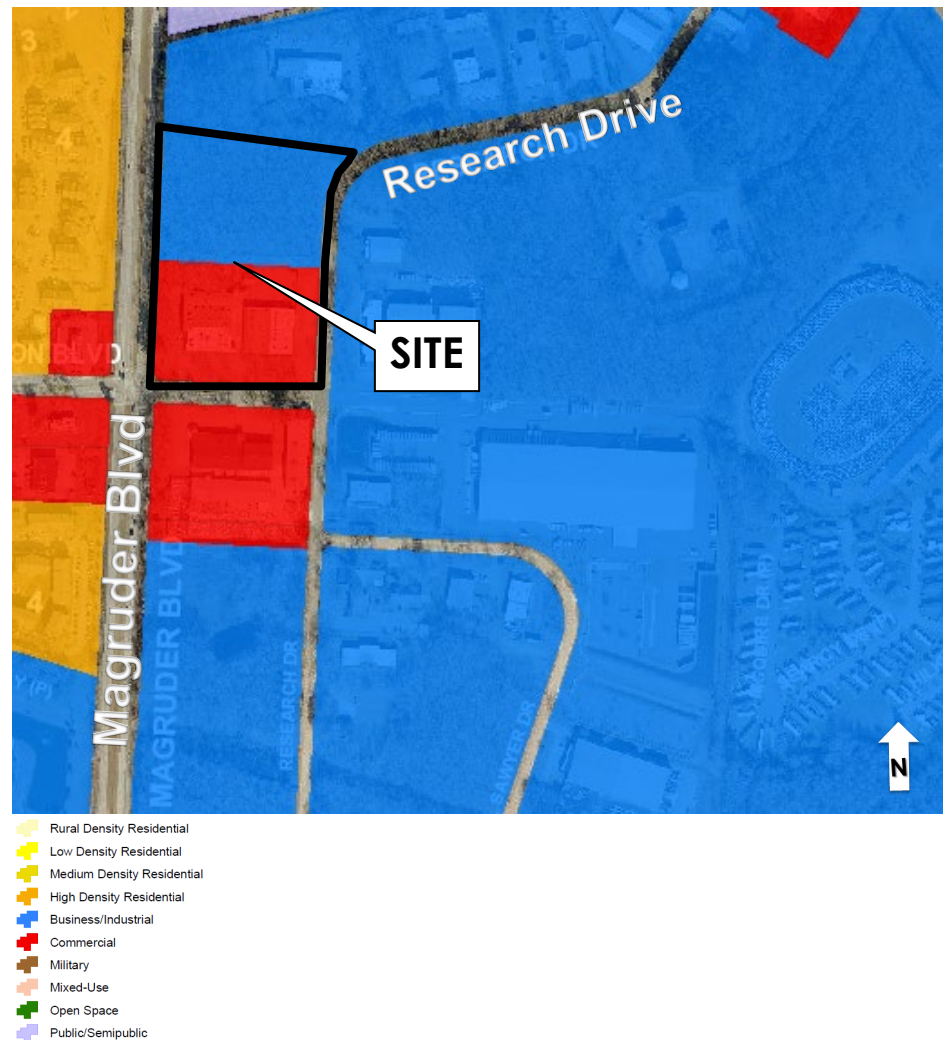 3
4
Research Drive
SITE
ON BLVD
Magruder Blvd
4
MAGRUDER BLVD
RESEARCH DR
SAWYER DR
Y (P)
N
Rural Density Residential
Low Density Residential
Medium Density Residential
High Density Residential
Business/Industrial
Commercial
Military
Mixed-Use
Open Space
Public/Semipublic